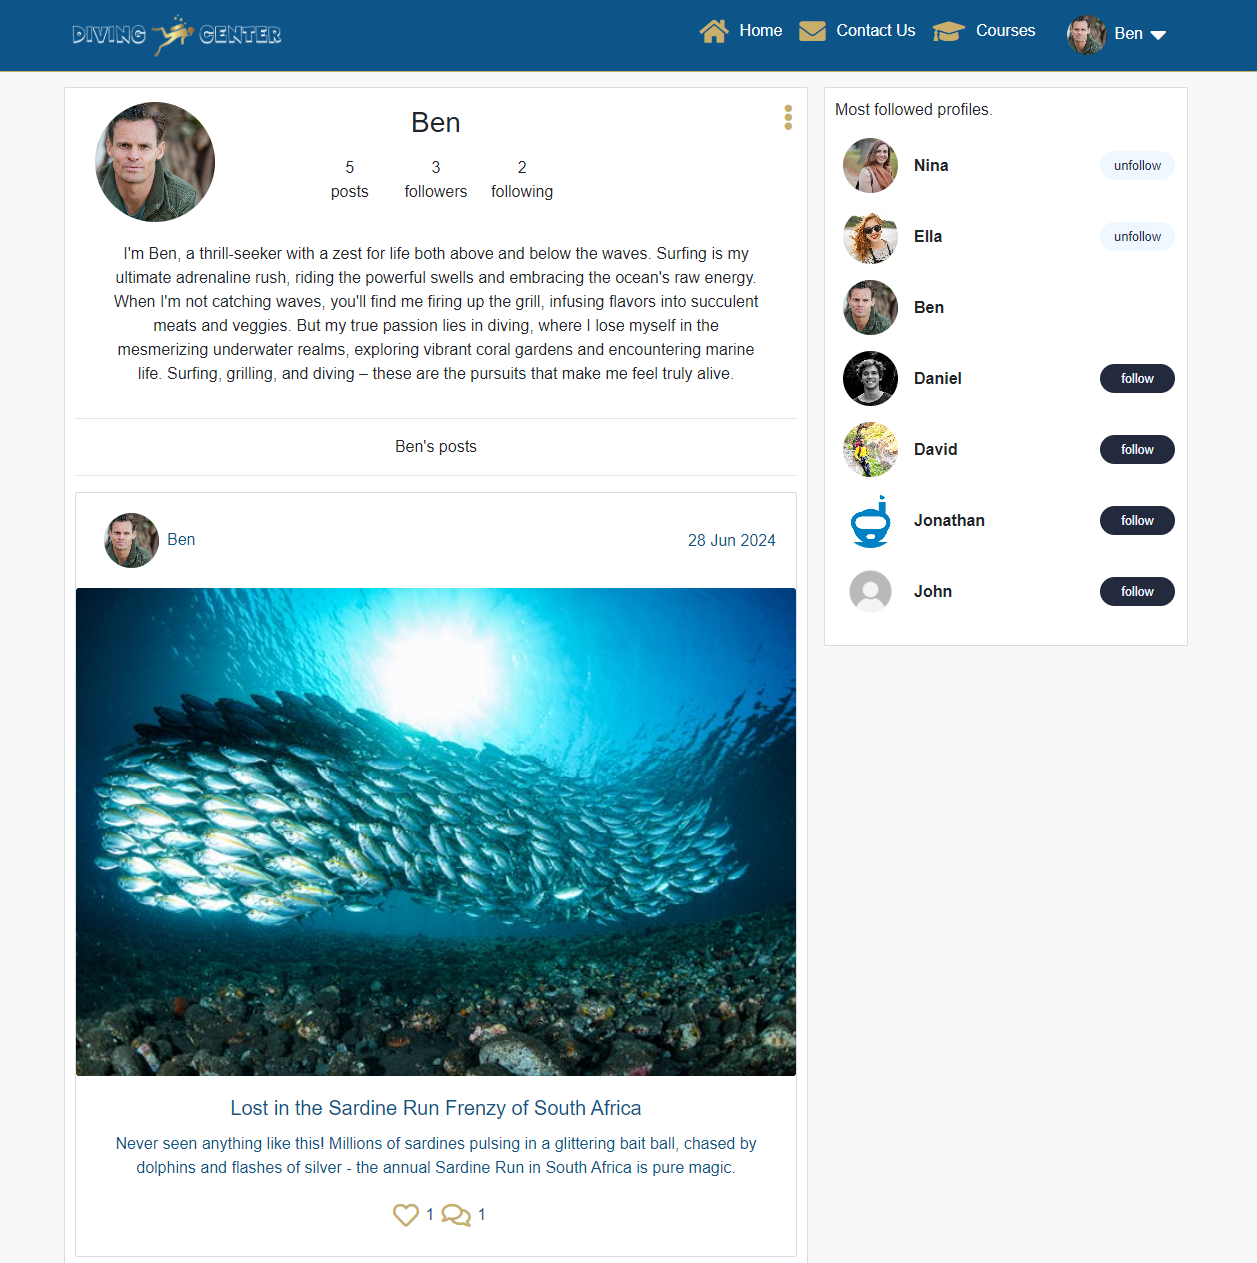 DIVING CENTER
Home
Contact Us
Courses
Ben
Ben
5
posts
3
followers
2
following
I'm Ben, a thrill-seeker with a zest for life both above and below the waves. Surfing is my
ultimate adrenaline rush, riding the powerful swells and embracing the ocean's raw energy.
When I'm not catching waves, you'll find me firing up the grill, infusing flavors into succulent
meats and veggies. But my true passion lies in diving, where I lose myself in the
mesmerizing underwater realms, exploring vibrant coral gardens and encountering marine
life. Surfing, grilling, and diving – these are the pursuits that make me feel truly alive.
Ben's posts
Ben
28 Jun 2024
Lost in the Sardine Run Frenzy of South Africa
Never seen anything like this! Millions of sardines pulsing in a glittering bait ball, chased by
dolphins and flashes of silver - the annual Sardine Run in South Africa is pure magic.
1
1
Most followed profiles.
Nina
unfollow
Ella
unfollow
Ben
Daniel
follow
David
follow
Jonathan
follow
John
follow